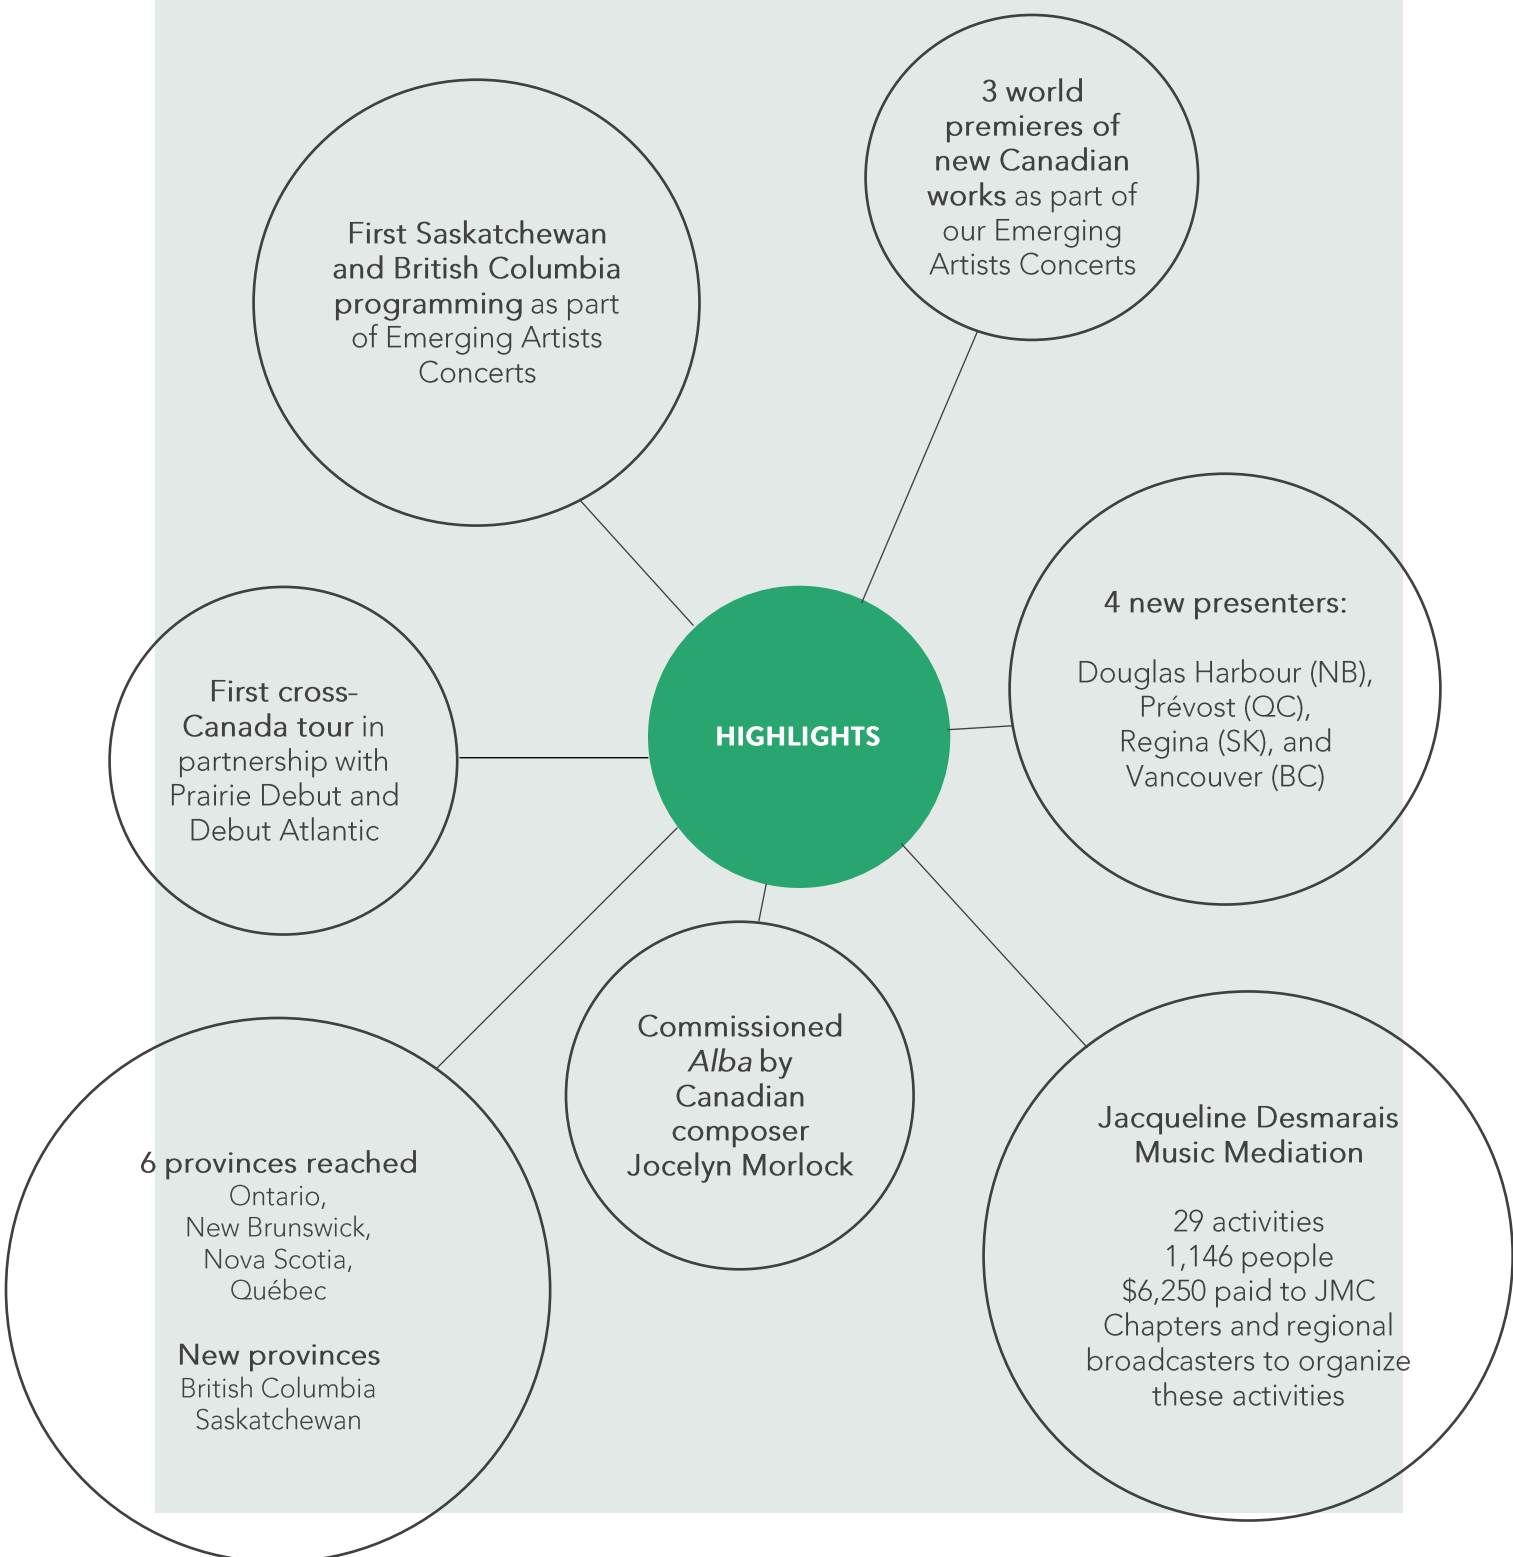 3 world
premieres of
new Canadian
works as part of
our Emerging
Artists Concerts
First Saskatchewan
and British Columbia
programming as part
of Emerging Artists
Concerts
4 new presenters:
Douglas Harbour (NB),
Prévost (QC),
Regina (SK), and
Vancouver (BC)
First cross-
Canada tour in
partnership with
Prairie Debut and
Debut Atlantic
HIGHLIGHTS
Commissioned
Alba by
Canadian
composer
Jocelyn Morlock
Jacqueline Desmarais
Music Mediation
29 activities
1,146 people
$6,250 paid to JMC
Chapters and regional
broadcasters to organize
these activities
6 provinces reached
Ontario,
New Brunswick,
Nova Scotia,
Québec
New provinces
British Columbia
Saskatchewan